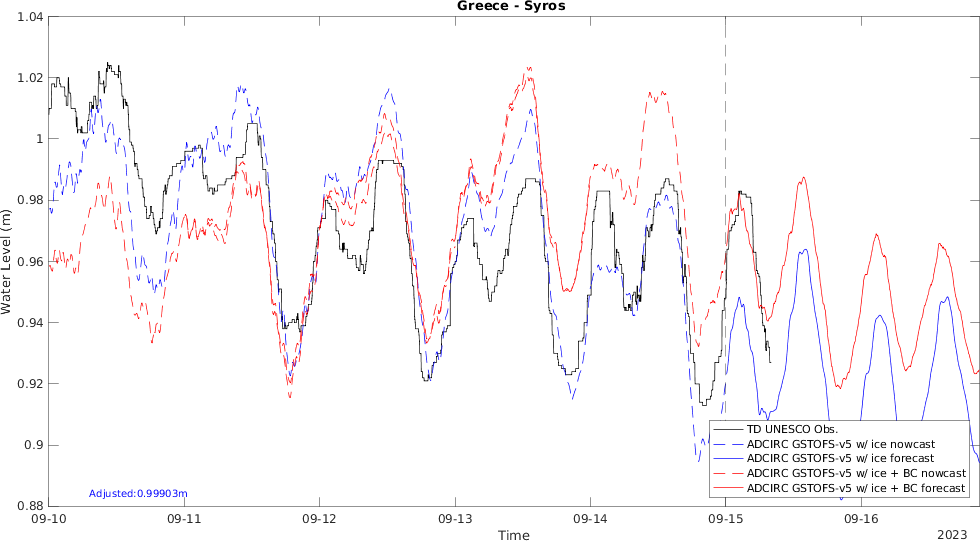 Greece - Syros
Water Level (m)
1.04
1.02
1
0.98
0.96
0.94
0.92
0.9
0.88
Adjusted:0.99903m
TD UNESCO Obs.
ADCIRC GSTOFS-v5 w/ ice nowcast
ADCIRC GSTOFS-v5 w/ ice forecast
ADCIRC GSTOFS-v5 w/ ice + BC nowcast
ADCIRC GSTOFS-v5 w/ ice + BC forecast
09-10 09-11 09-12 09-13 09-14 09-15 09-16
Time
2023